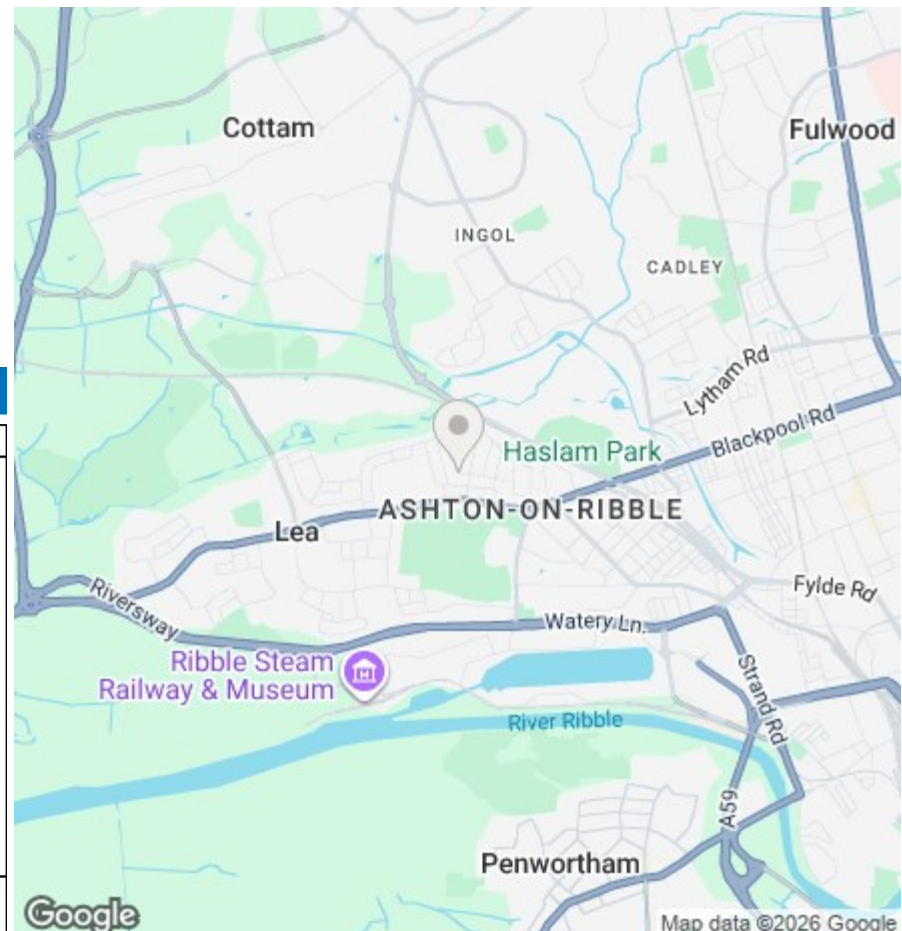 Cottam
Fulwood
INGOL
CADLEY
Lytham Rd
Blackpool Rd
Haslam Park
ASHTON-ON-RIBBLE
Lea
Fylde Rd
Riversway
Watery Ln.
Ribble Steam
Railway & Museum
Strand Rd
River Ribble
A59
Penwortham
Google
Map data ©2026 Google